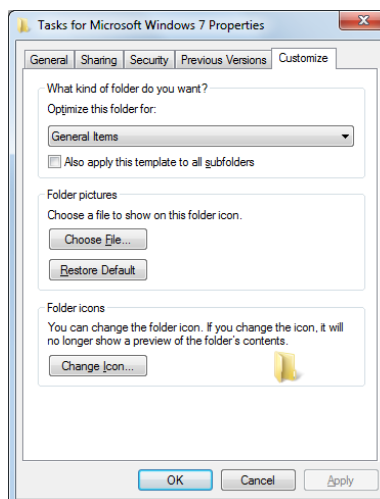 Tasks for Microsoft Windows 7 Properties
General Sharing Security Previous Versions Customize
What kind of folder do you want?
Optimize this folder for:
General Items
Also apply this template to all subfolders
Folder pictures
Choose a file to show on this folder icon.
Choose File...
Restore Default
Folder icons
You can change the folder icon. If you change the icon, it will
no longer show a preview of the folder's contents.
Change Icon...
OK Cancel Apply